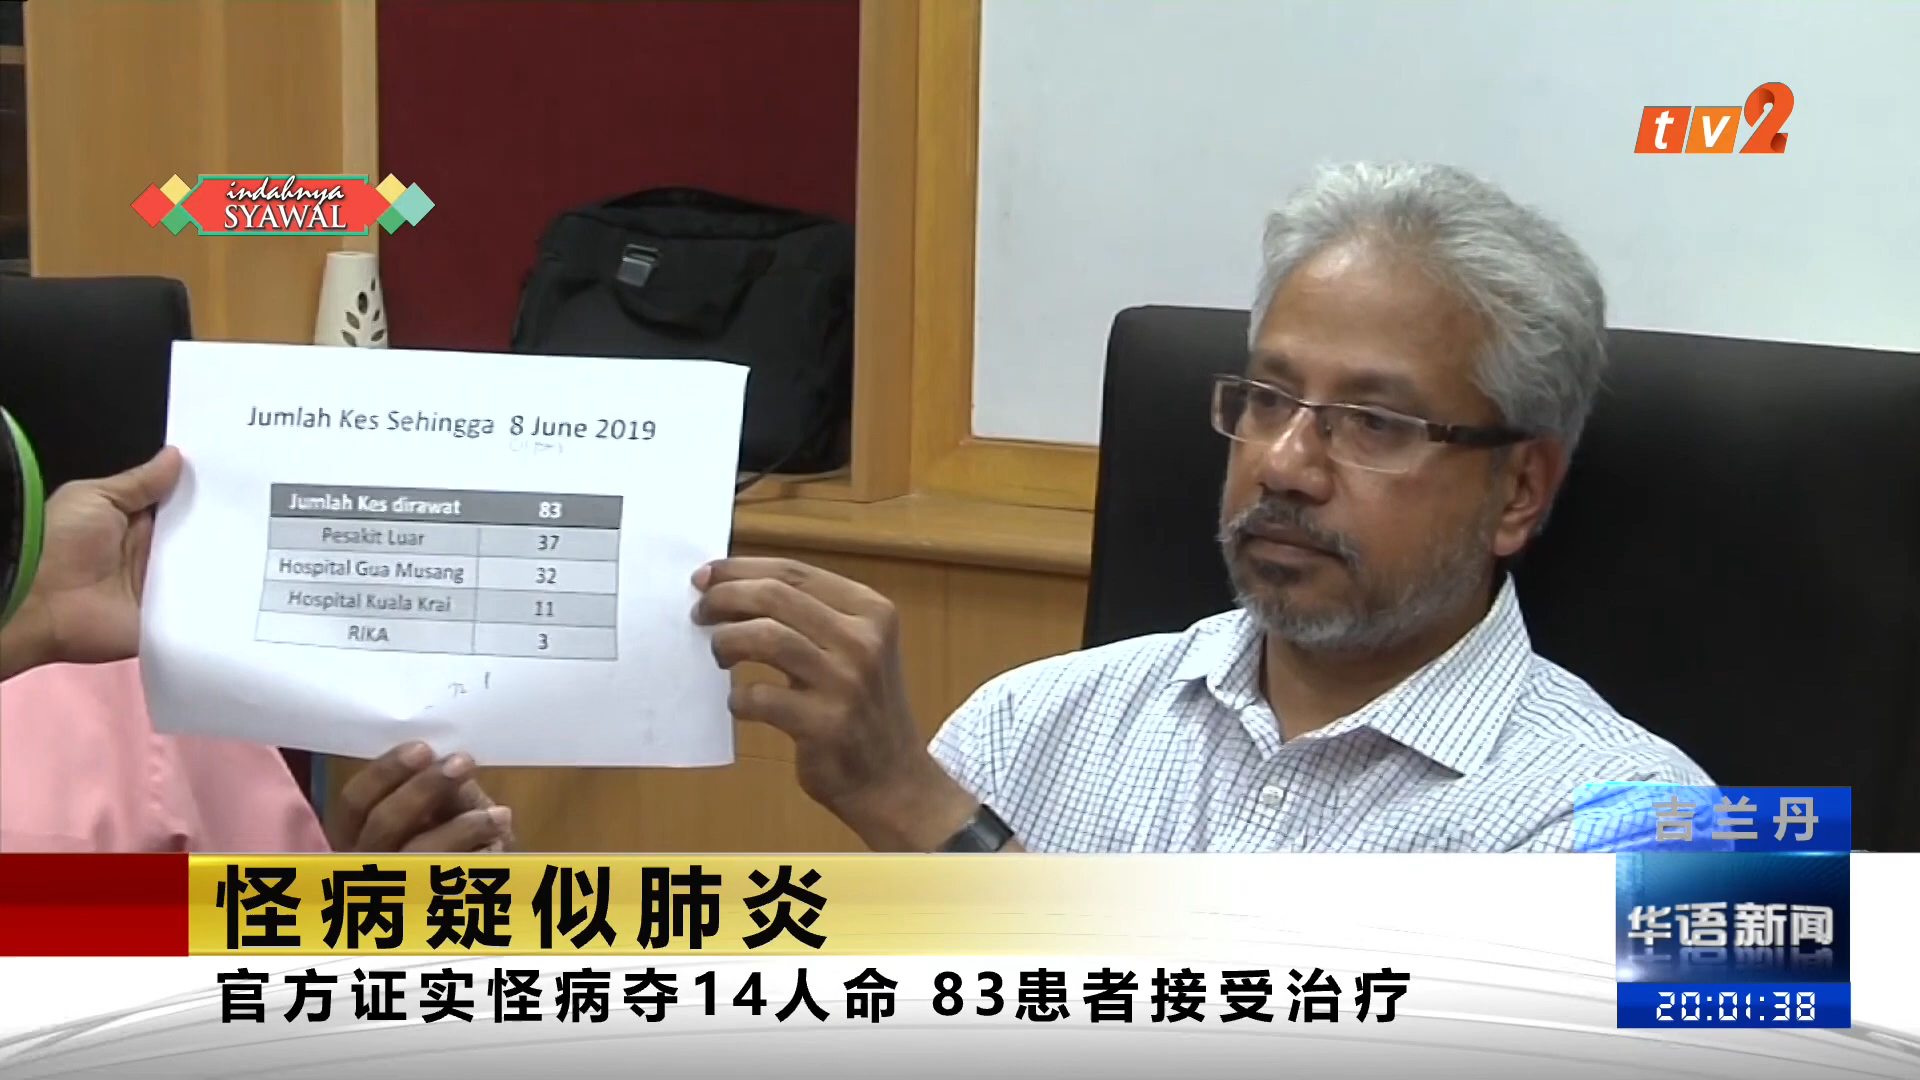 tv2
indahnya
SYAWAL
Jumlah Kes Sehingga 8 June 2019
Jumlah Kes dirawat 83
Pesakit Luar 37
Hospital Gua Musang 32
Hospital Kuala Krai 11
RIKA 3
吉兰丹
怪病疑似肺炎
华语新闻
官方证实怪病夺14人命 83患者接受治疗
20:01:38